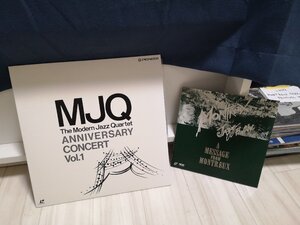 PIONEER
MJQ
The Modern Jazz Quartet
ANNIVERSARY
CONCERT
Vol.1
A
MESSAGE
FROM
MONTREUX